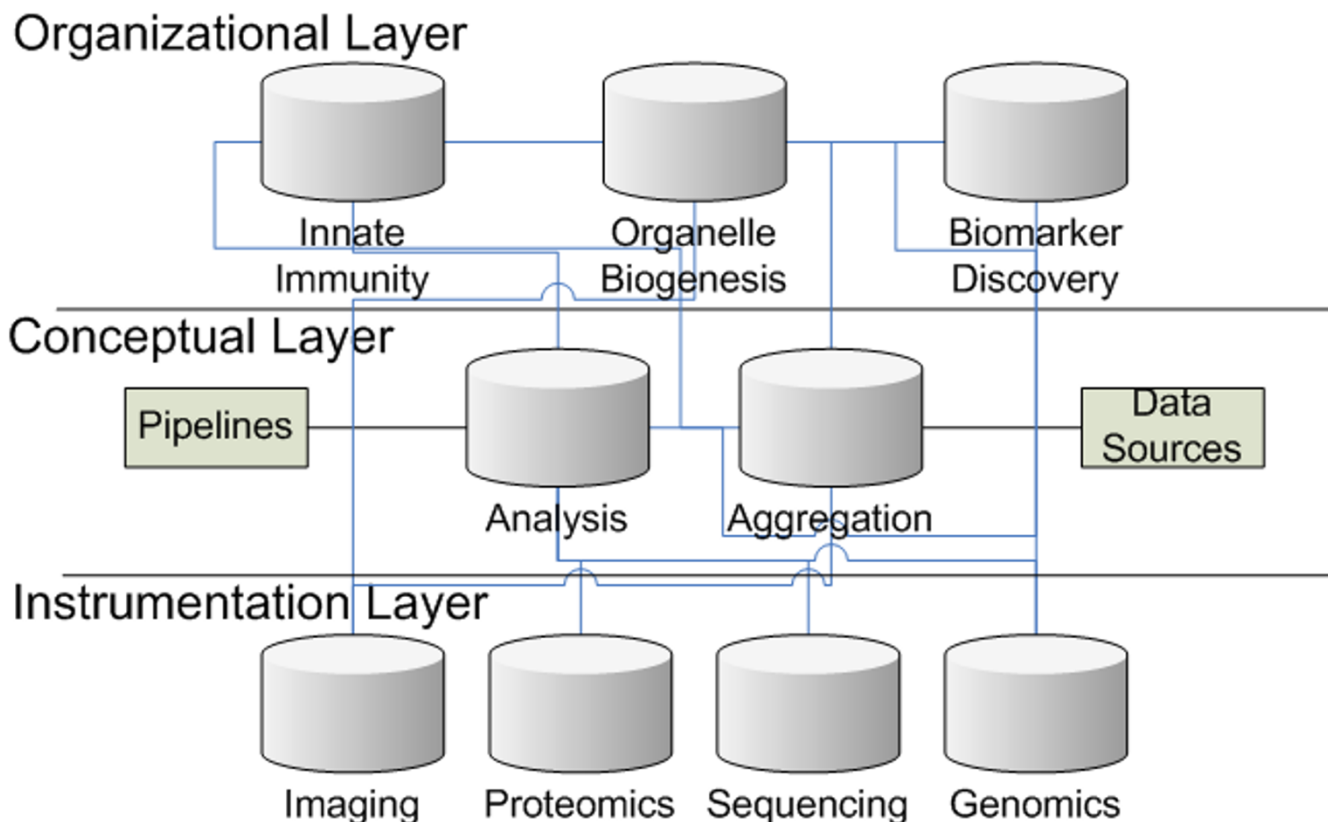 Organizational Layer
Innate
Immunity
Organelle
Biogenesis
Biomarker
Discovery
Conceptual Layer
Pipelines
Analysis
Aggregation
Data
Sources
Instrumentation Layer
Imaging
Proteomics
Sequencing
Genomics